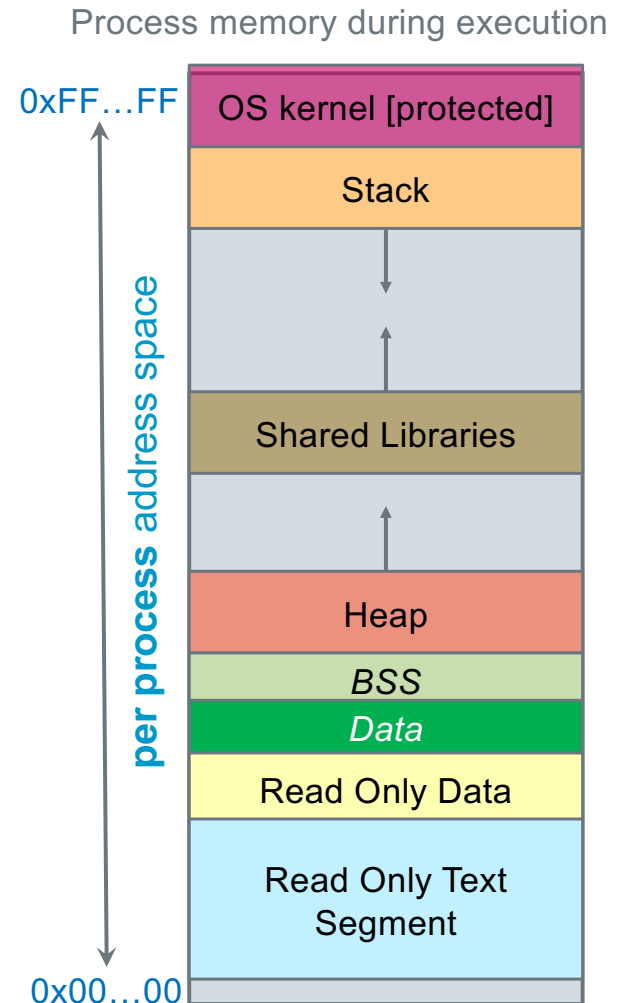 Process memory during execution
0xFF…FF
OS kernel [protected]
Stack
per process address space
Shared Libraries
Heap
BSS
Data
Read Only Data
Read Only Text
Segment
0x00…00